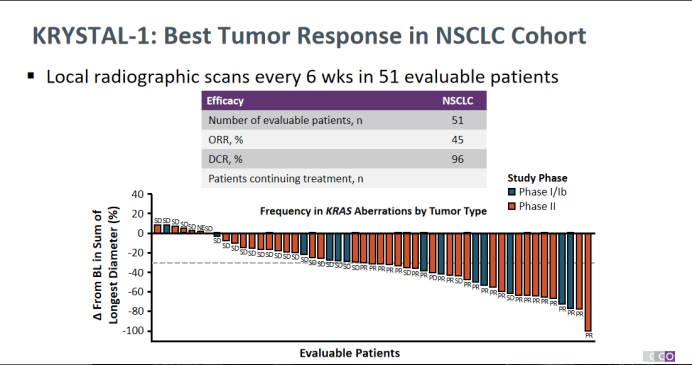 KRYSTAL-1: Best Tumor Response in NSCLC Cohort
▪ Local radiographic scans every 6 wks in 51 evaluable patients
Efficacy NSCLC
Number of evaluable patients, n 51
ORR, % 45
DCR, % 96
Patients continuing treatment, n
Study Phase
Phase I/Ib
Phase II
Frequency in KRAS Aberrations by Tumor Type
Δ From BL in Sum of
Longest Diameter (%)
40
20
0
-20
-40
-60
-80
-100
SD SD SD SD SD NE SD
SD SD SD SD SD SD SD SD SD SD SD SD SD SD SD SD PR PR PR PR PR SD PR PR PD PR PR SD PR PR PR PR PR SD PR PR PR PR PR PR PR PR PR
Evaluable Patients
CCO